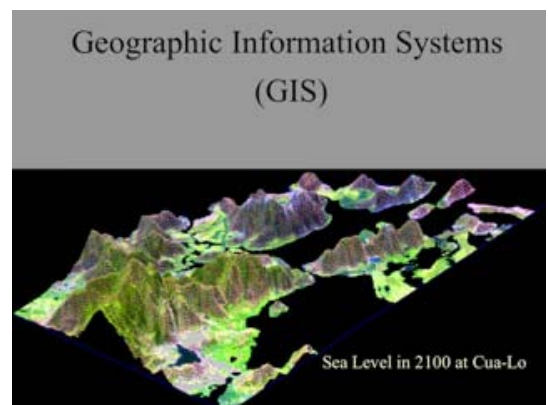 Geographic Information Systems
(GIS)
Sea Level in 2100 at Cua-Lo